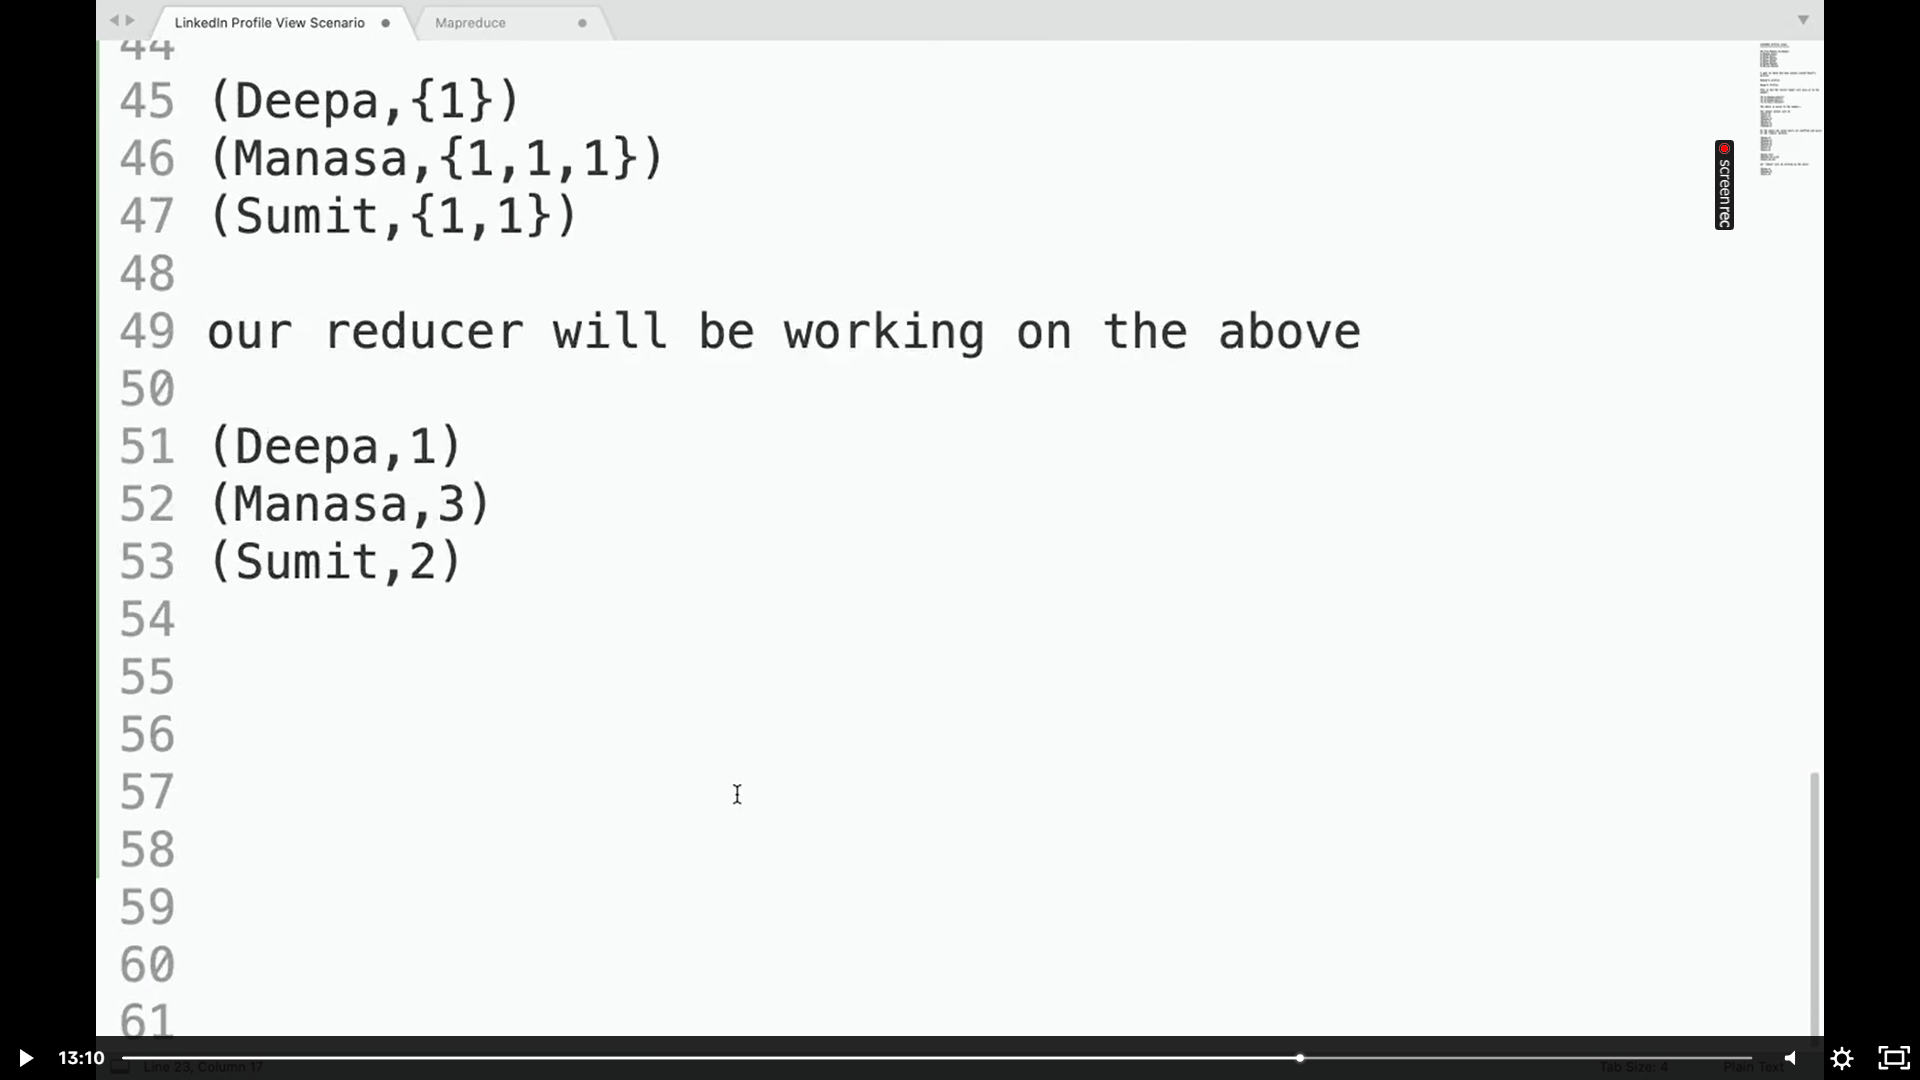 LinkedIn Profile View Scenario
Mapreduce
44
45 (Deepa,{1})
46 (Manasa,{1,1,1})
47 (Sumit,{1,1})
48
49 our reducer will be working on the above
50
51 (Deepa,1)
52 (Manasa,3)
53 (Sumit,2)
54
55
56
57
58
59
60
61
screenrec
13:10
Line 23, Column 17
Tab Size: 4
Plain Text